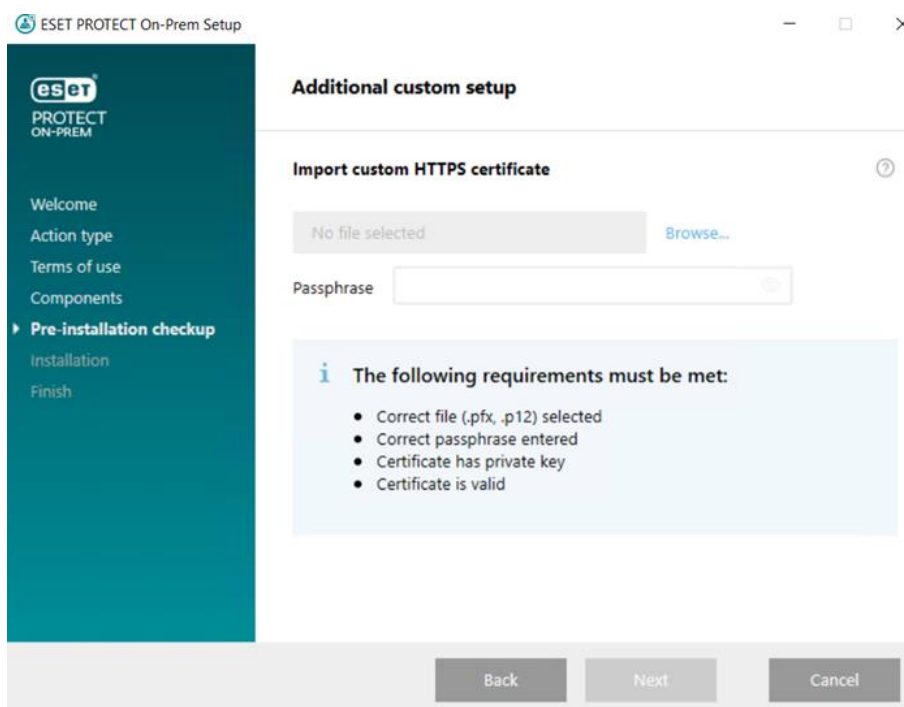 ESET PROTECT On-Prem Setup
eset
PROTECT
ON-PREM
Welcome
Action type
Terms of use
Components
Pre-installation checkup
Installation
Finish
Additional custom setup
Import custom HTTPS certificate
?
No file selected
Browse...
Passphrase
i The following requirements must be met:
• Correct file (.pfx, .p12) selected
• Correct passphrase entered
• Certificate has private key
• Certificate is valid
Back
Next
Cancel